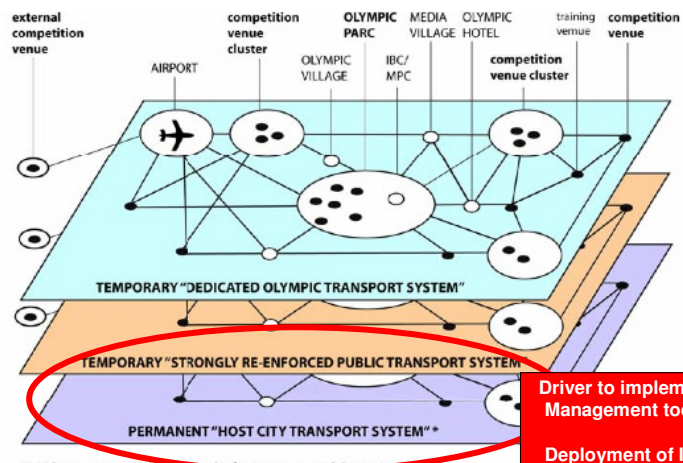 external
competition
venue
competition
venue
cluster
AIRPORT
OLYMPIC
VILLAGE
OLYMPIC
PARC
IBC/
MPC
MEDIA
VILLAGE
OLYMPIC
HOTEL
competition
venue cluster
training
venue
competition
venue
TEMPORARY "DEDICATED OLYMPIC TRANSPORT SYSTEM"
TEMPORARY "STRONGLY RE-ENFORCED PUBLIC TRANSPORT SYSTEM"
PERMANENT "HOST CITY TRANSPORT SYSTEM" *
Driver to implem
Management too
Deployment of I